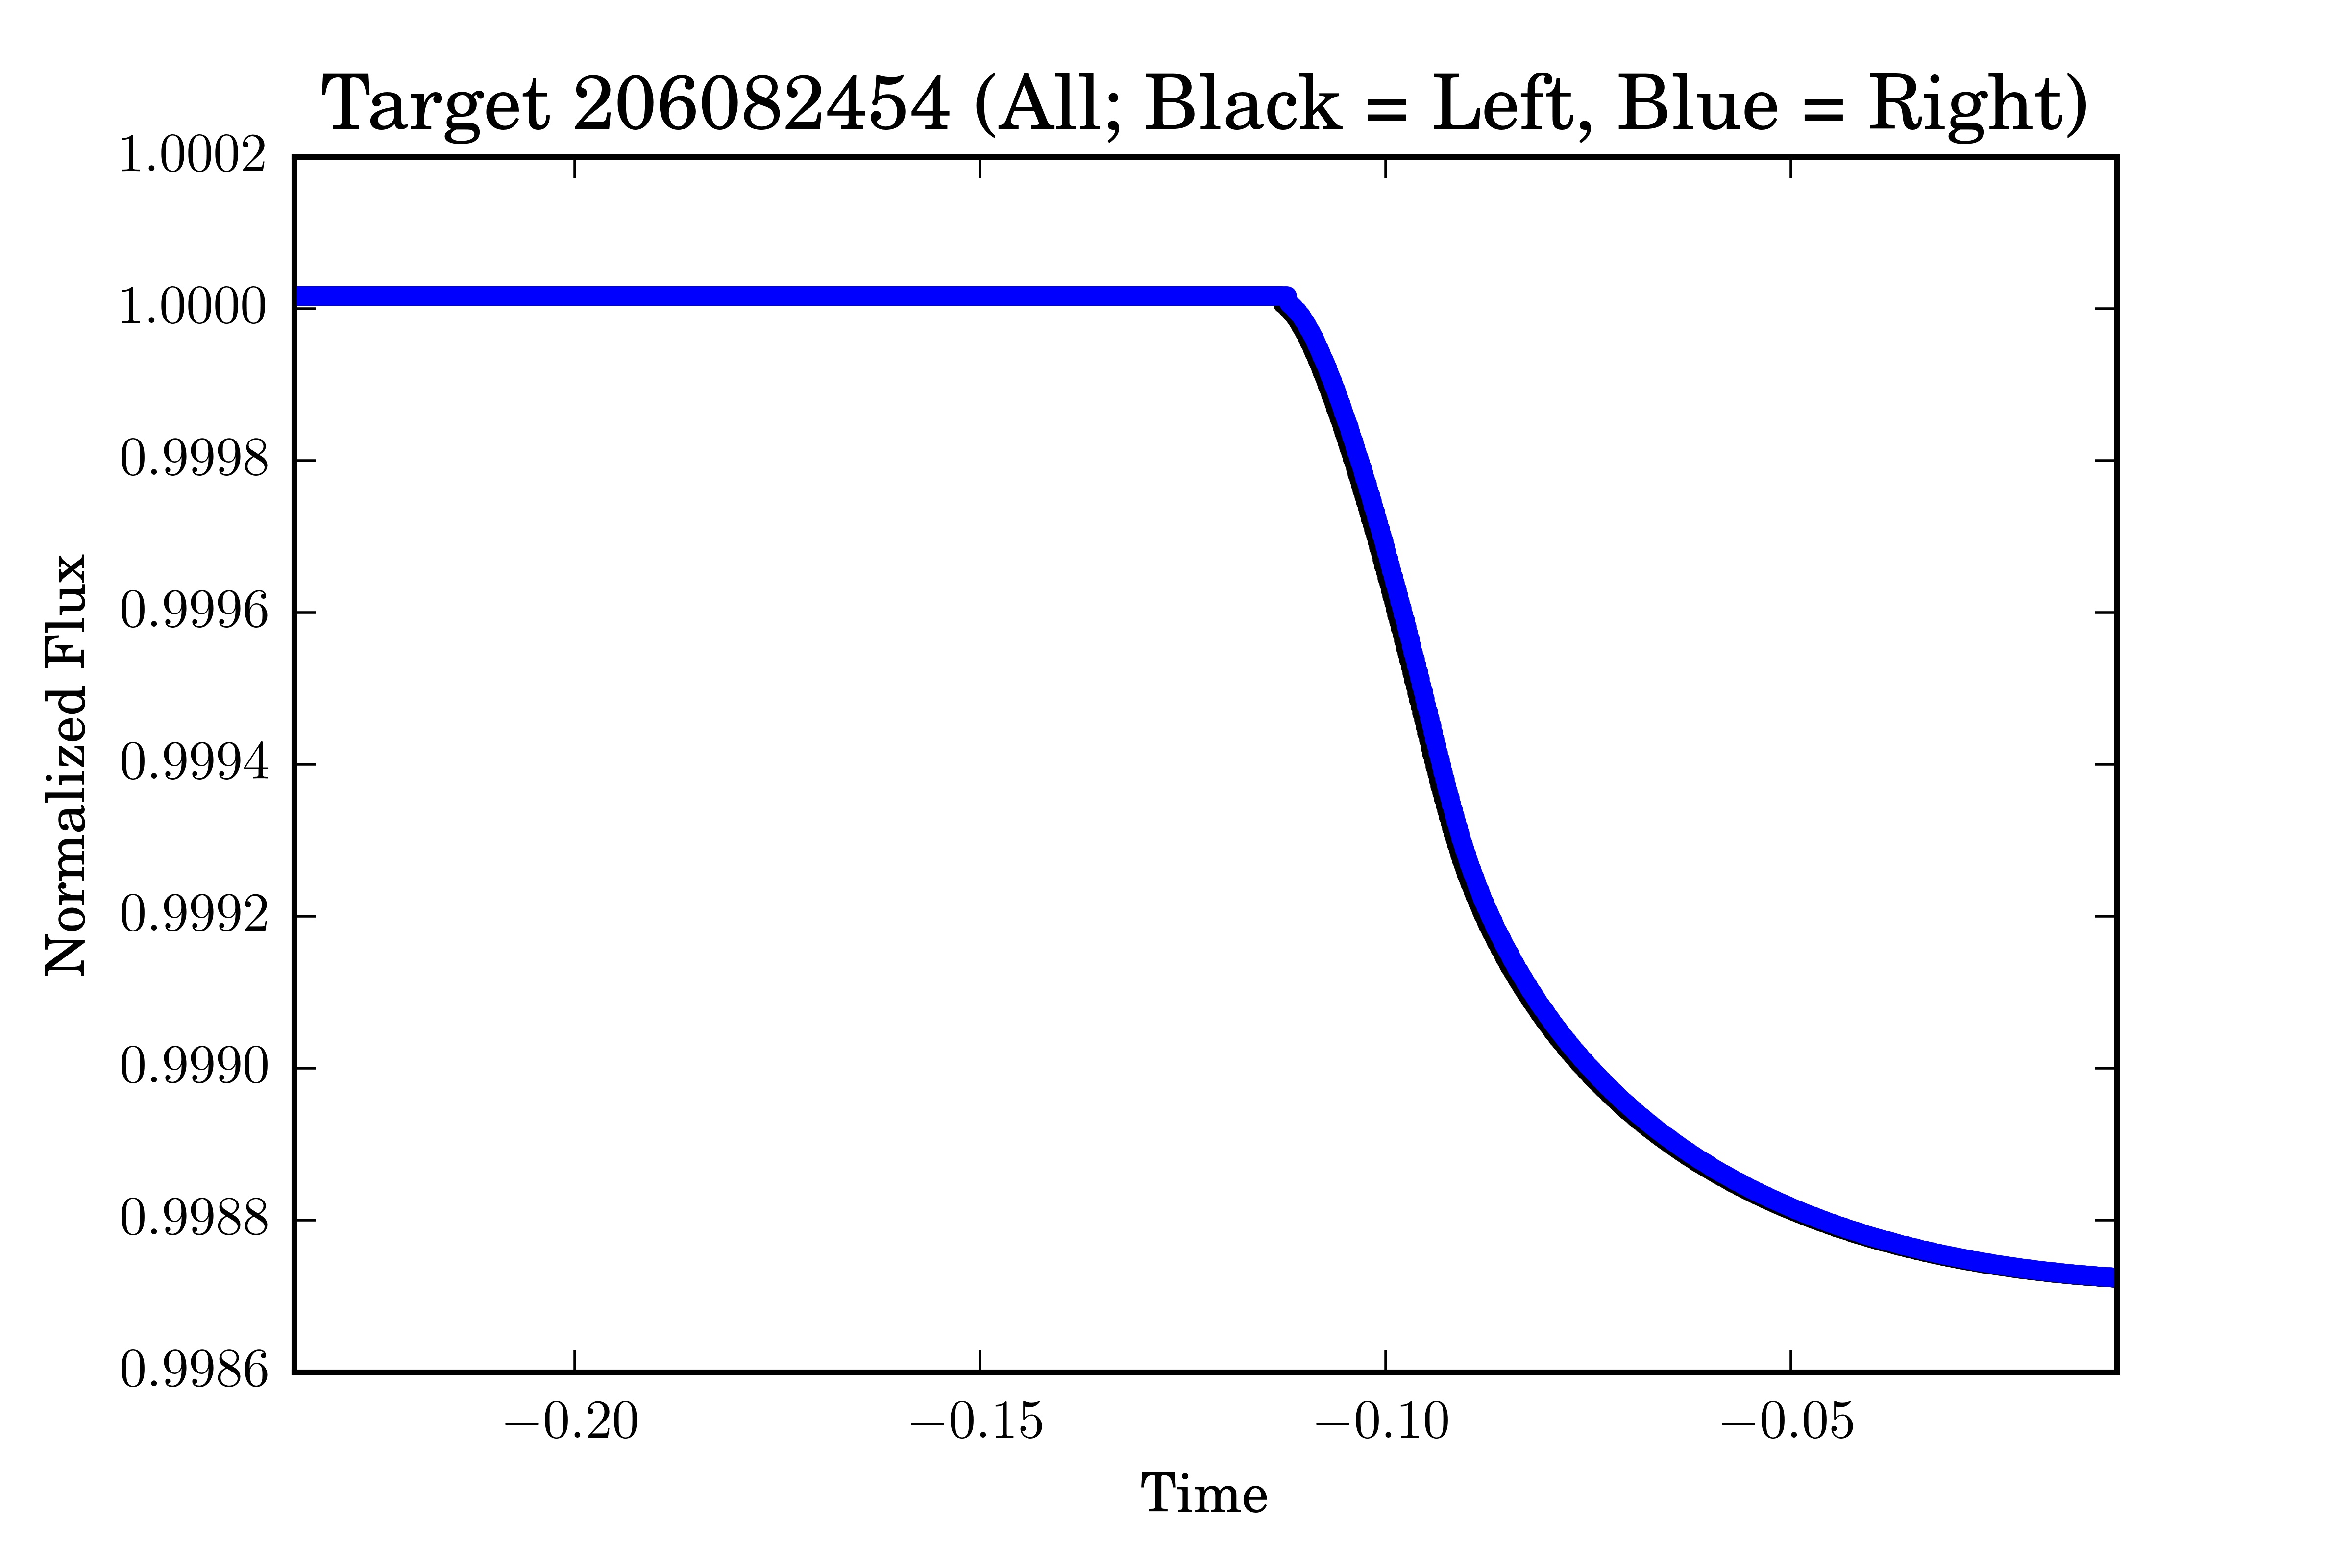 Target 206082454 (All; Black = Left, Blue = Right)
1.0002
1.0000
0.9998
0.9996
0.9994
0.9992
0.9990
0.9988
0.9986
Normalized Flux
−0.20 −0.15 −0.10 −0.05
Time